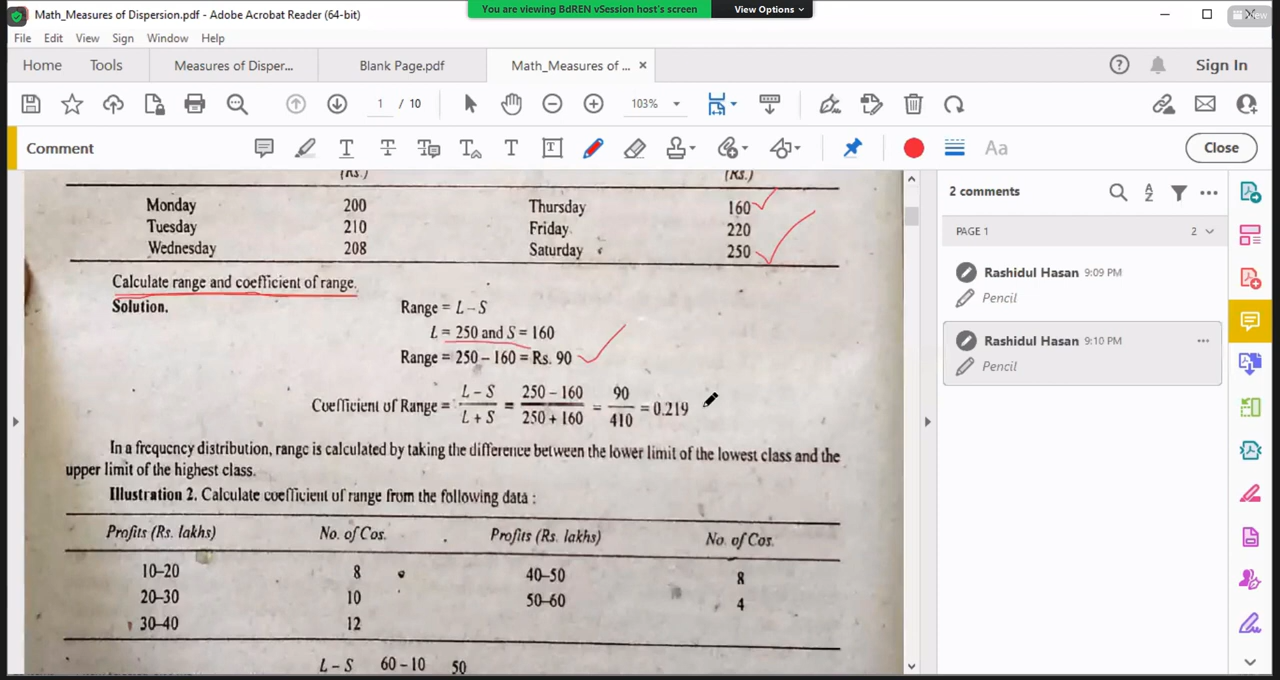 Math_Measures of Dispersion.pdf - Adobe Acrobat Reader (64-bit)
You are viewing BdREN vSession host's screen
View Options
View
File Edit View Sign Window Help
Home Tools Measures of Disper... Blank Page.pdf Math_Measures of ... × Sign In
1 / 10 103%
Comment Aa Close
(Rs.) (Rs.)
Monday 200 Thursday 160
Tuesday 210 Friday 220
Wednesday 208 Saturday 250
Calculate range and coefficient of range.
Solution. Range = L – S
L = 250 and S = 160
Range = 250 – 160 = Rs. 90
Coefficient of Range = L – S / L + S = 250 – 160 / 250 + 160 = 90 / 410 = 0.219
In a frequency distribution, range is calculated by taking the difference between the lower limit of the lowest class and the
upper limit of the highest class.
Illustration 2. Calculate coefficient of range from the following data :
Profits (Rs. lakhs) No. of Cos. Profits (Rs. lakhs) No. of Cos.
10–20 8 40–50 8
20–30 10 50–60 4
30–40 12
L – S 60 – 10 50
2 comments
PAGE 1 2
Rashidul Hasan 9:09 PM
Pencil
Rashidul Hasan 9:10 PM
Pencil